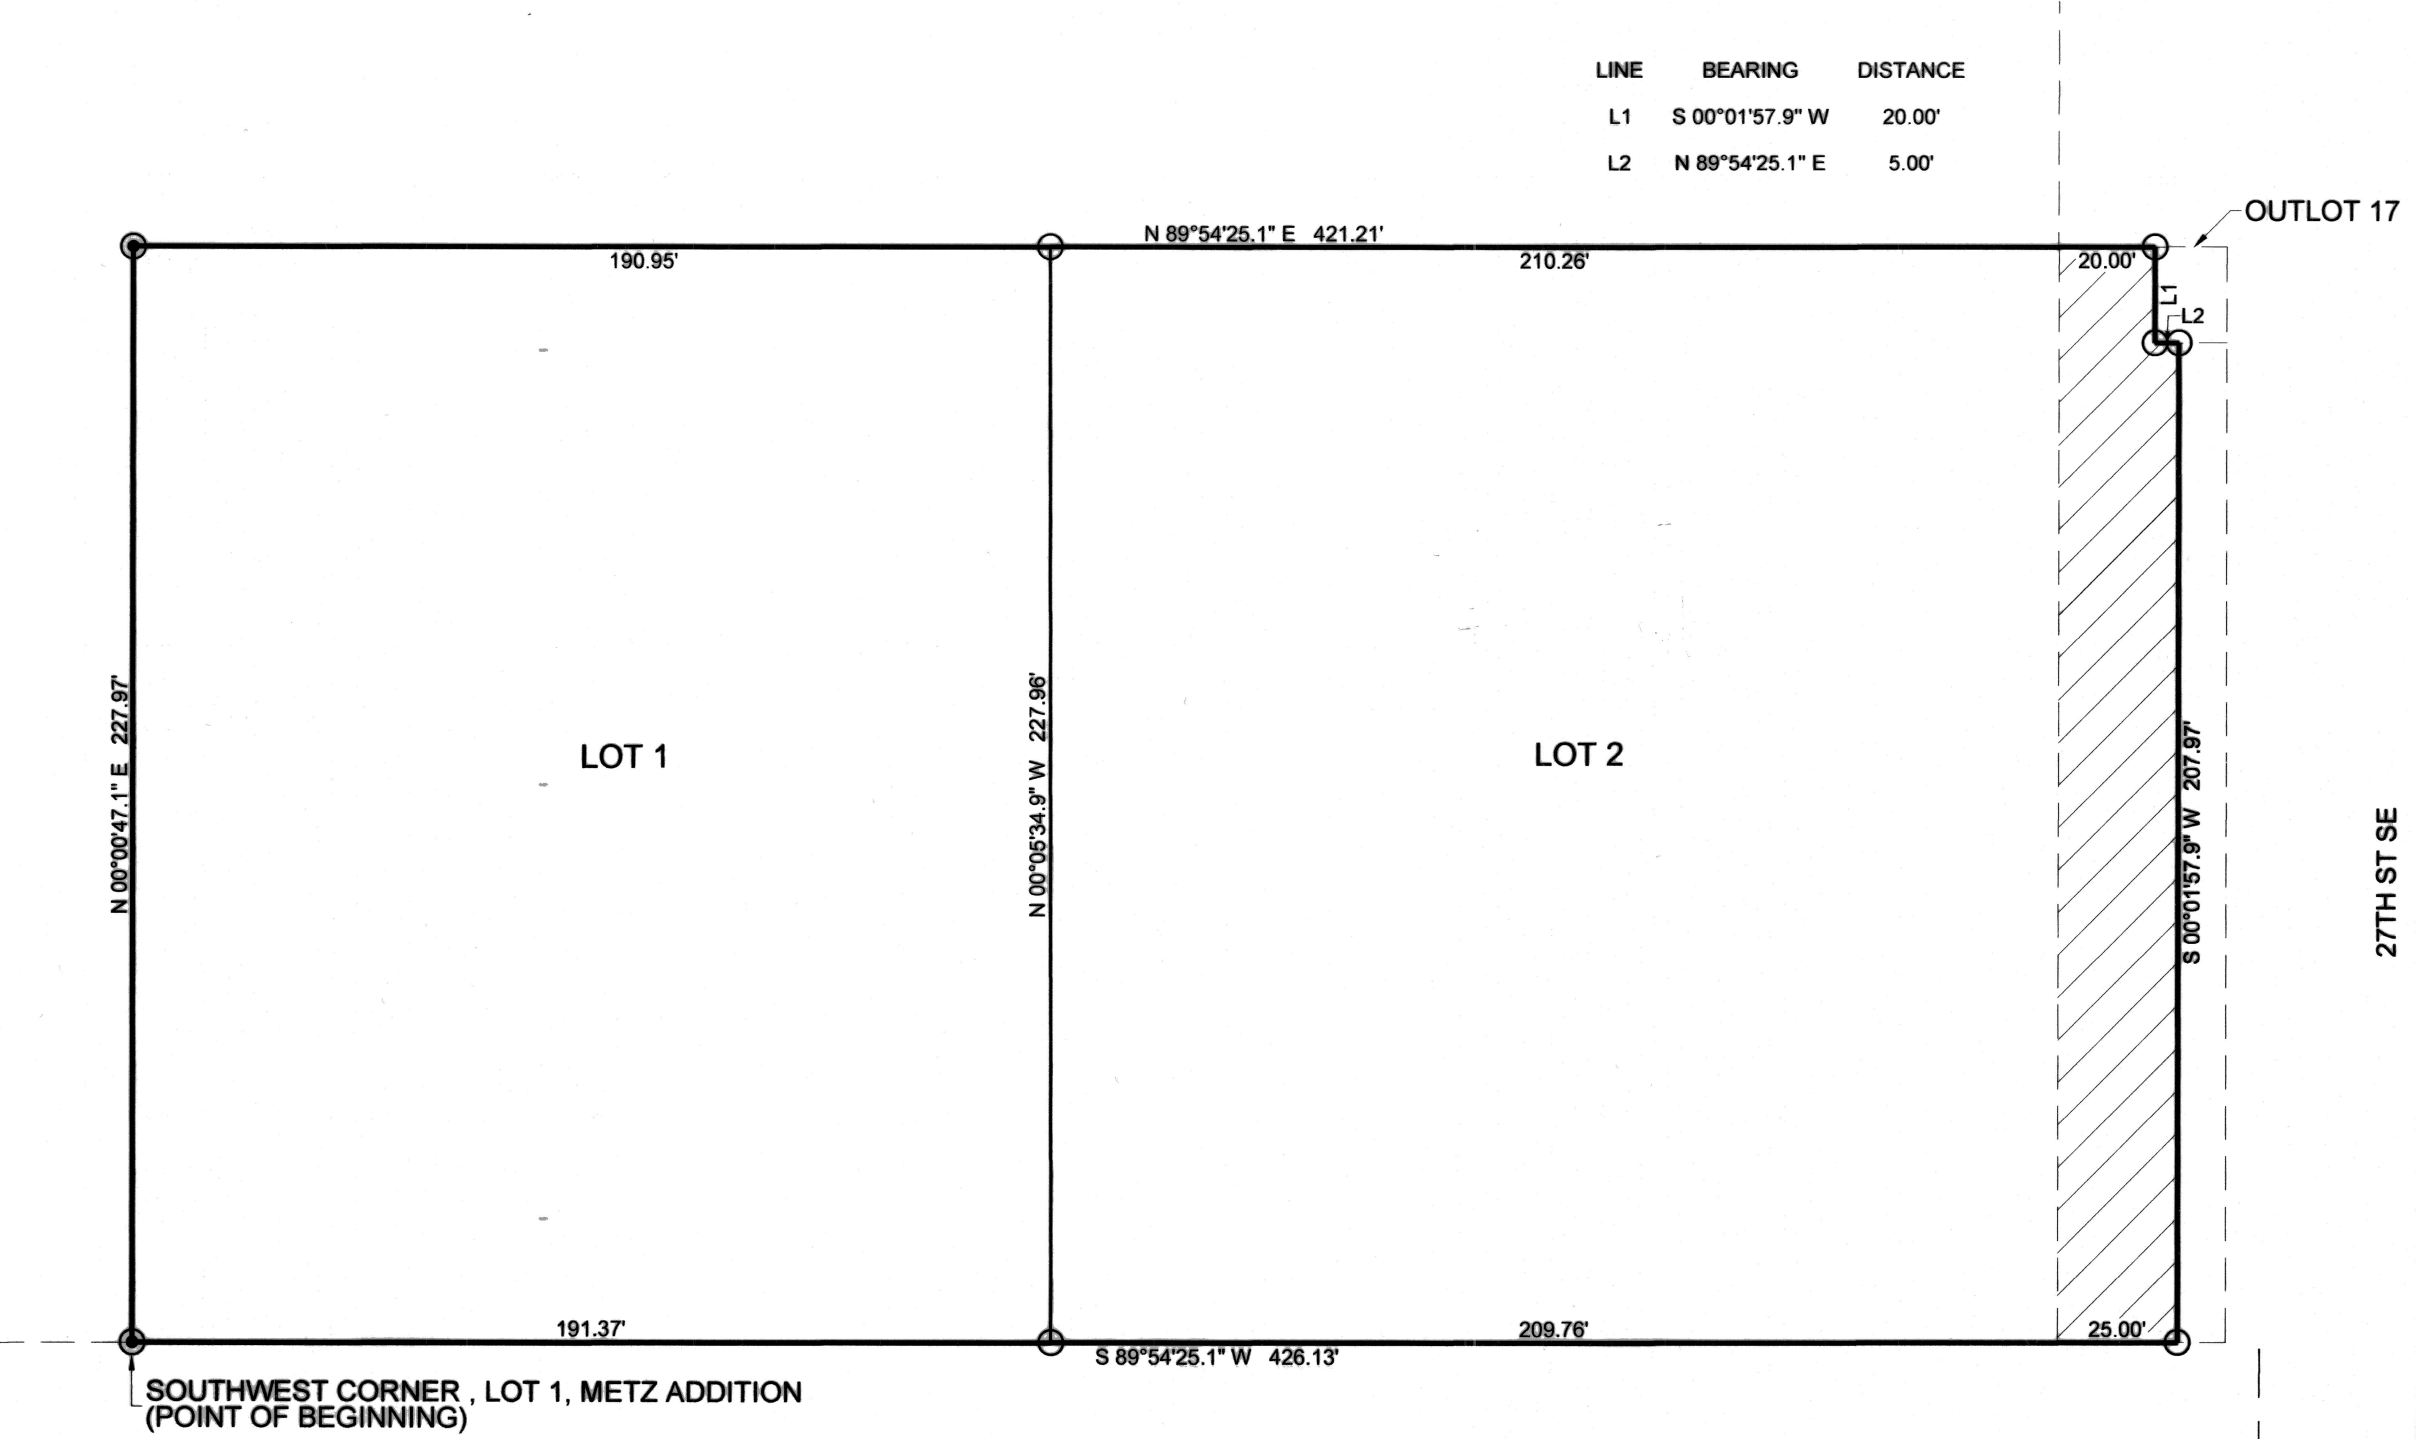 LINE BEARING DISTANCE
L1 S 00°01'57.9" W 20.00'
L2 N 89°54'25.1" E 5.00'
OUTLOT 17
N 89°54'25.1" E 421.21'
190.95'
210.26'
20.00'
L1
L2
N 00°00'47.1" E 227.97'
N 00°05'34.9" W 227.96'
LOT 1
LOT 2
S 00°01'57.9" W 207.97'
27TH ST SE
191.37'
209.76'
25.00'
S 89°54'25.1" W 426.13'
SOUTHWEST CORNER , LOT 1, METZ ADDITION
(POINT OF BEGINNING)